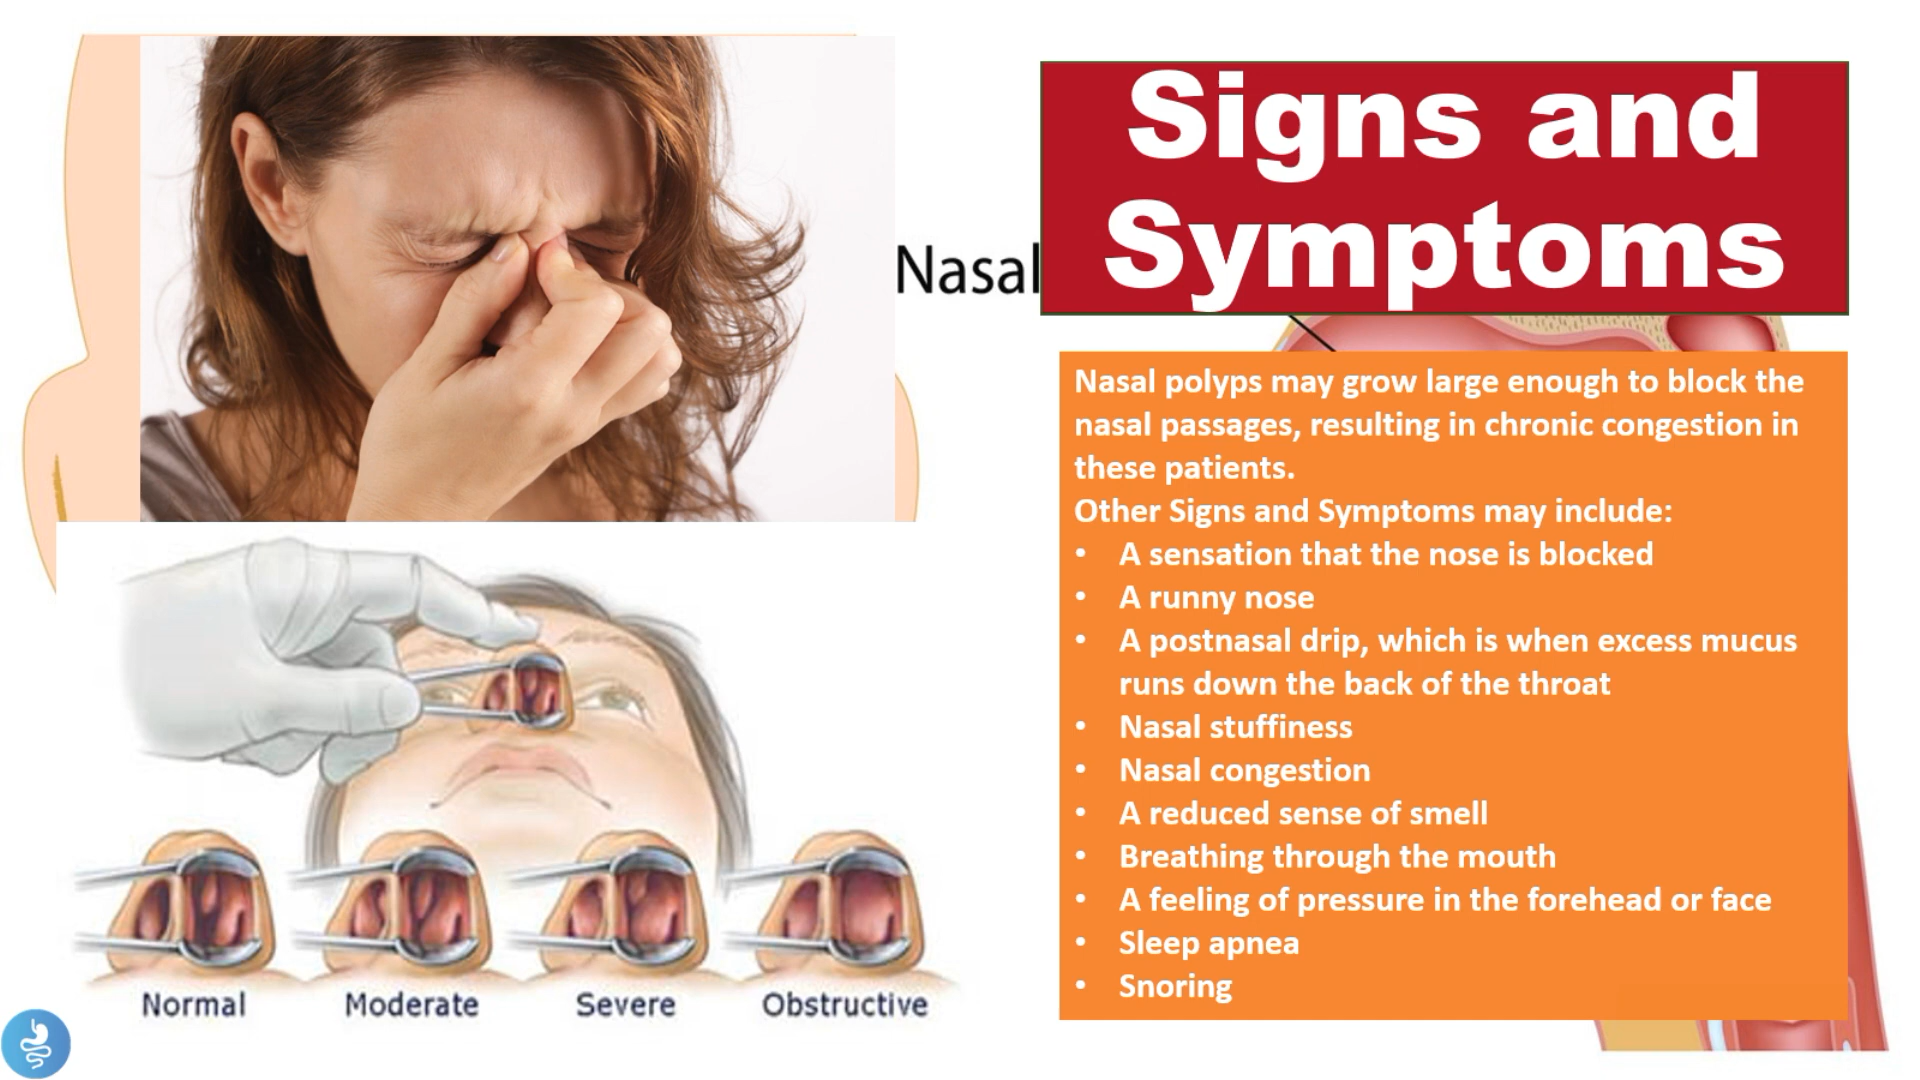 Signs and
Symptoms
Nasal
Nasal polyps may grow large enough to block the
nasal passages, resulting in chronic congestion in
these patients.
Other Signs and Symptoms may include:
• A sensation that the nose is blocked
• A runny nose
• A postnasal drip, which is when excess mucus
runs down the back of the throat
• Nasal stuffiness
• Nasal congestion
• A reduced sense of smell
• Breathing through the mouth
• A feeling of pressure in the forehead or face
• Sleep apnea
• Snoring
Normal Moderate Severe Obstructive